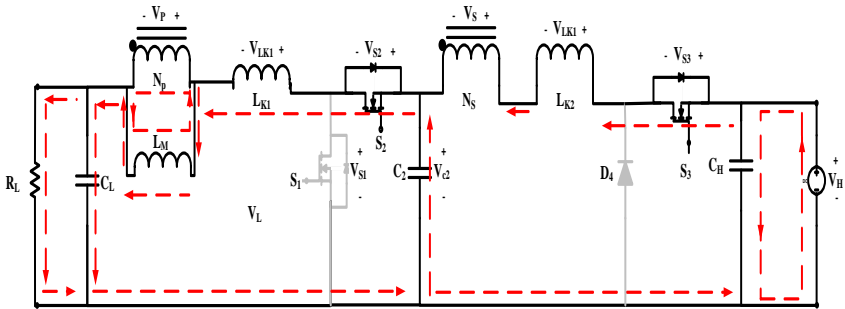 - V_P +
- V_LK1 +
- V_S2 +
- V_S +
- V_LK1 +
- V_S3 +
N_p
L_K1
N_S
L_K2
L_M
S_2
R_L
C_L
S_1
+
V_S1
-
C_2
+
V_c2
-
D_4
S_3
C_H
+
V_H
-
V_L